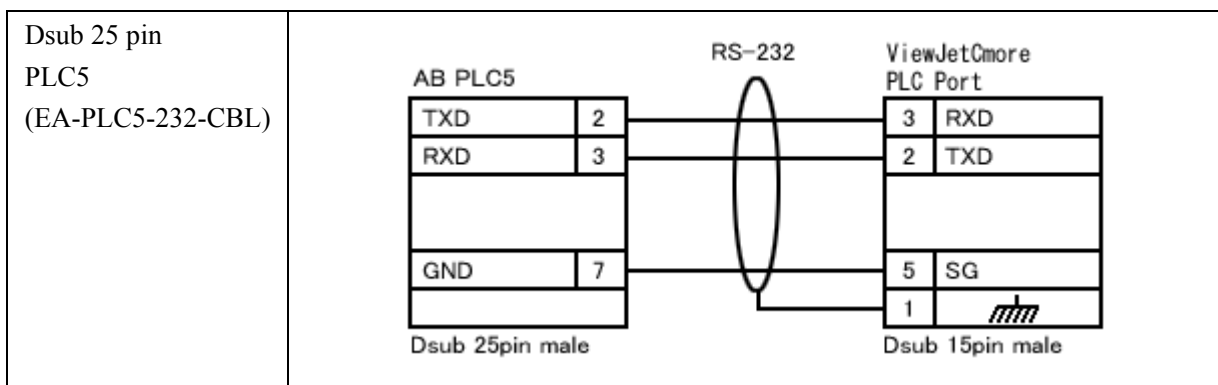 Dsub 25 pin
PLC5
(EA-PLC5-232-CBL)
RS-232
AB PLC5
ViewJetCmore
PLC Port
TXD 2
3 RXD
RXD 3
2 TXD
GND 7
5 SG
1
Dsub 25pin male
Dsub 15pin male